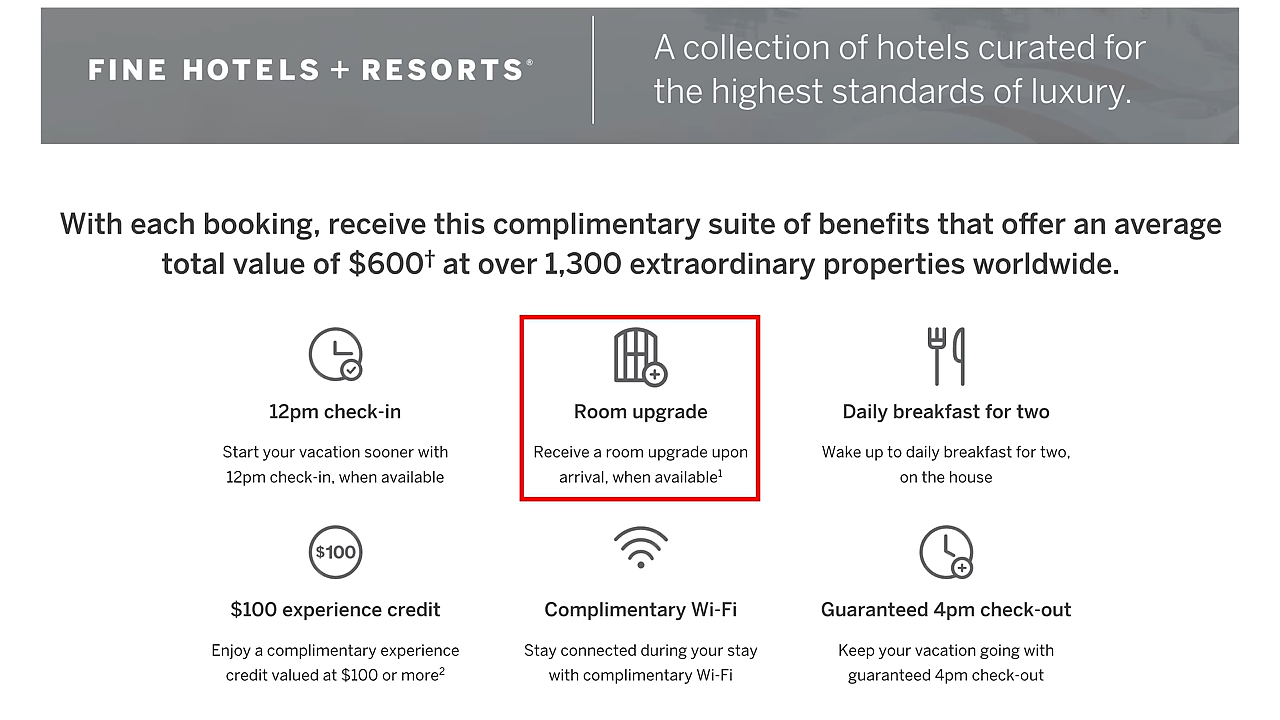 FINE HOTELS + RESORTS®
A collection of hotels curated for
the highest standards of luxury.
With each booking, receive this complimentary suite of benefits that offer an average
total value of $600† at over 1,300 extraordinary properties worldwide.
12pm check-in
Start your vacation sooner with
12pm check-in, when available
Room upgrade
Receive a room upgrade upon
arrival, when available¹
Daily breakfast for two
Wake up to daily breakfast for two,
on the house
$100
$100 experience credit
Enjoy a complimentary experience
credit valued at $100 or more²
Complimentary Wi-Fi
Stay connected during your stay
with complimentary Wi-Fi
Guaranteed 4pm check-out
Keep your vacation going with
guaranteed 4pm check-out